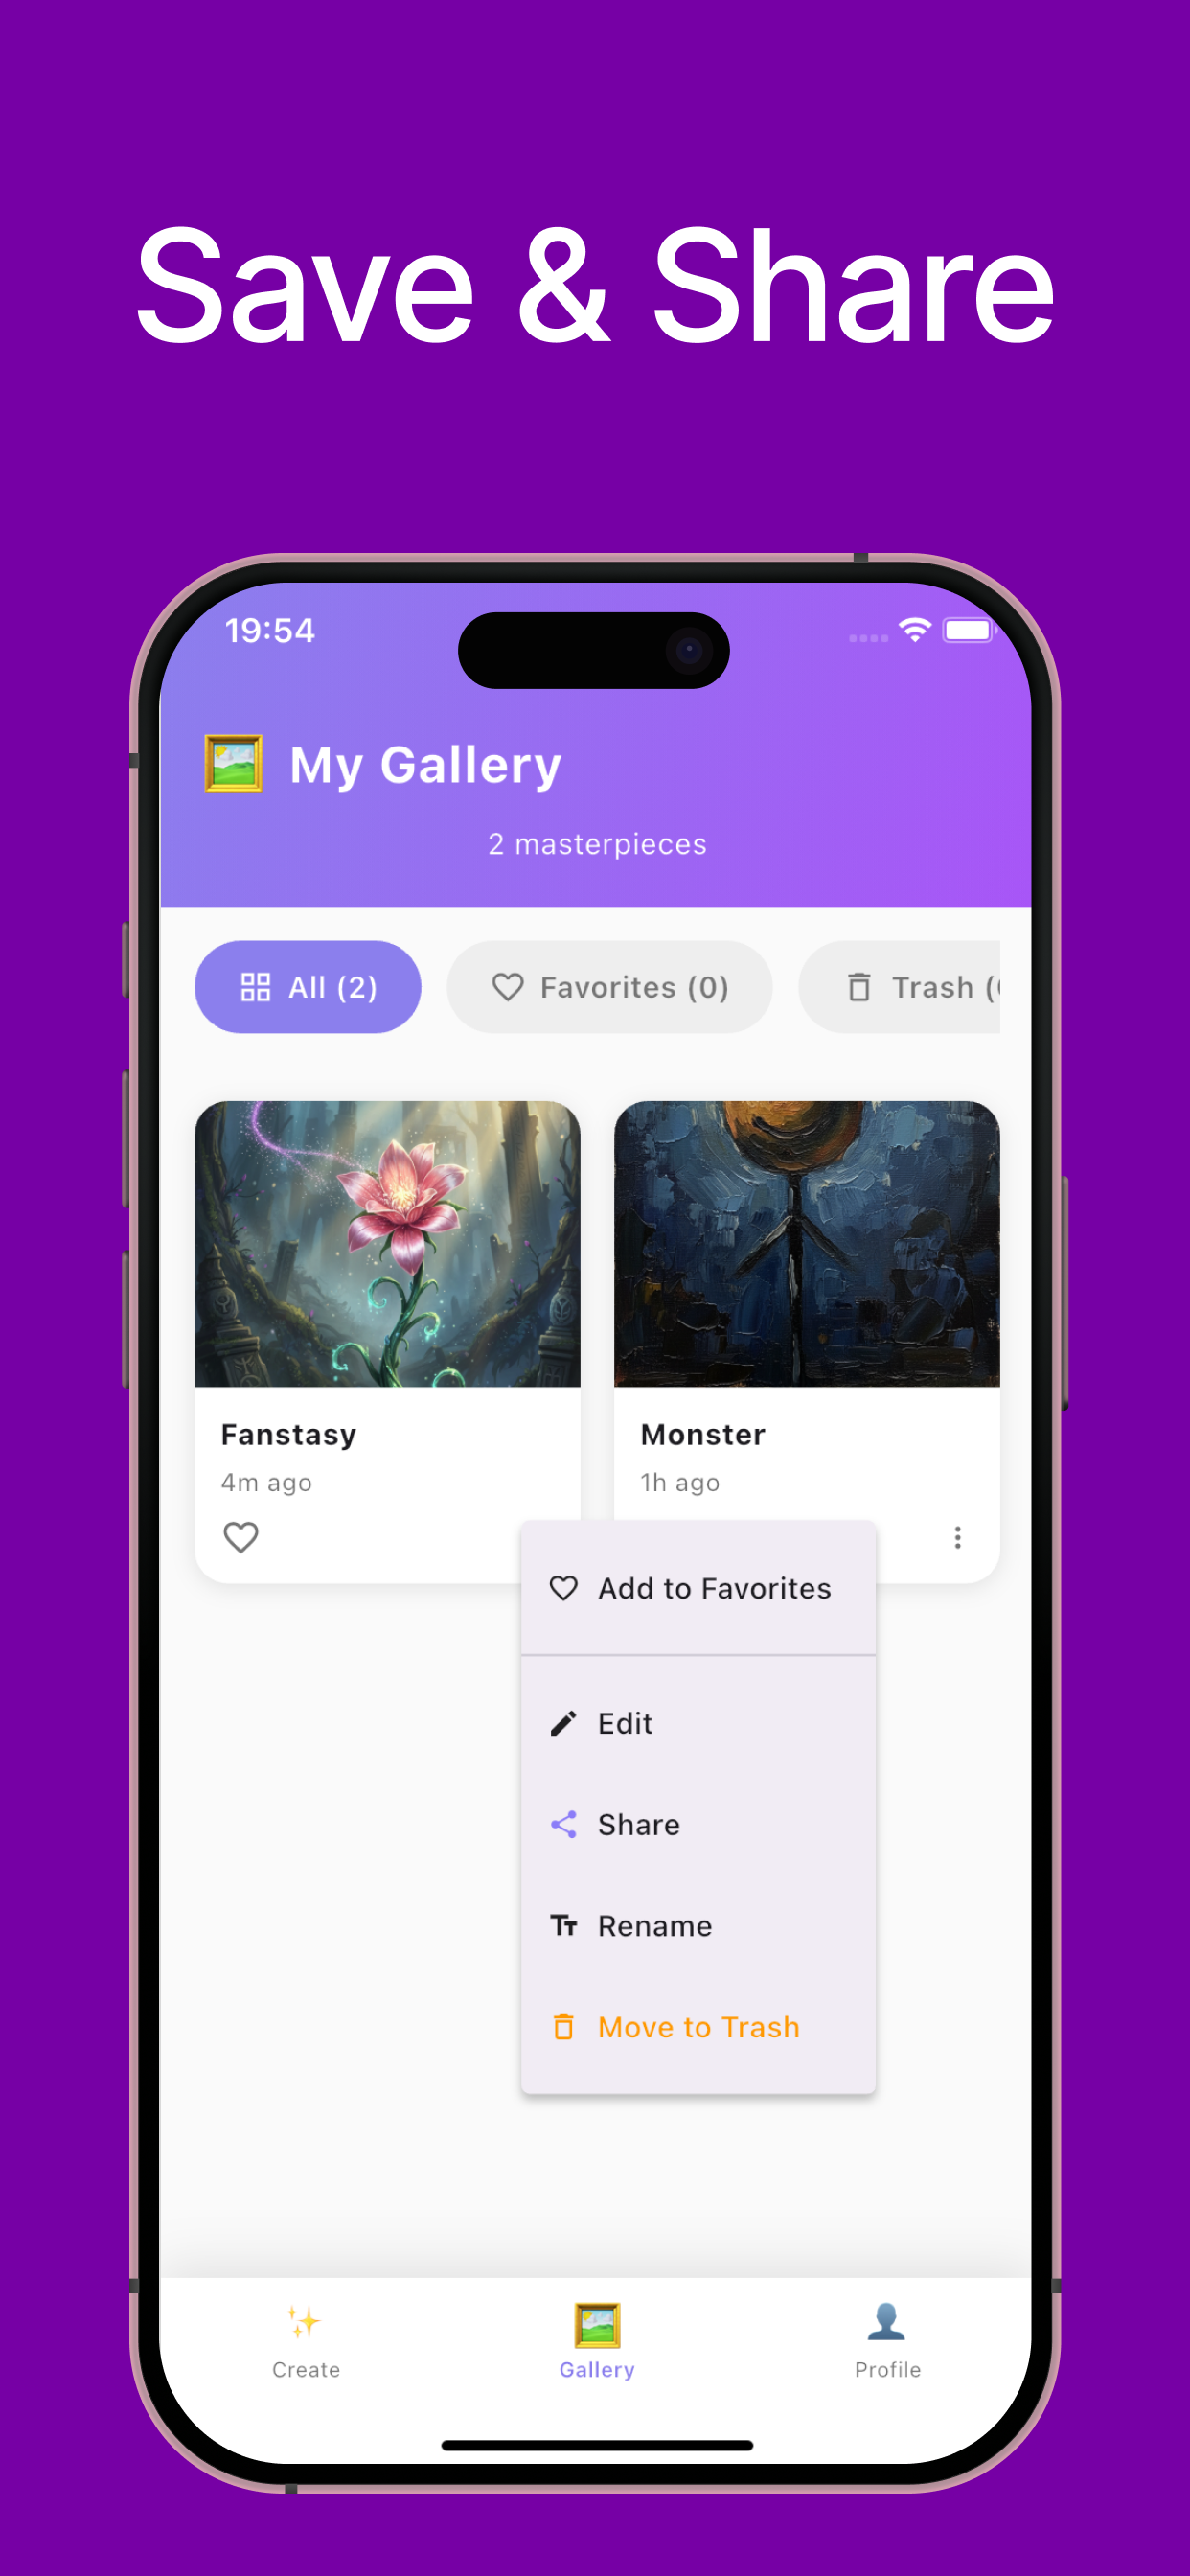 Save & Share
19:54
My Gallery
2 masterpieces
All (2)
Favorites (0)
Trash (
Fanstasy
4m ago
Monster
1h ago
Add to Favorites
Edit
Share
Rename
Move to Trash
Create
Gallery
Profile